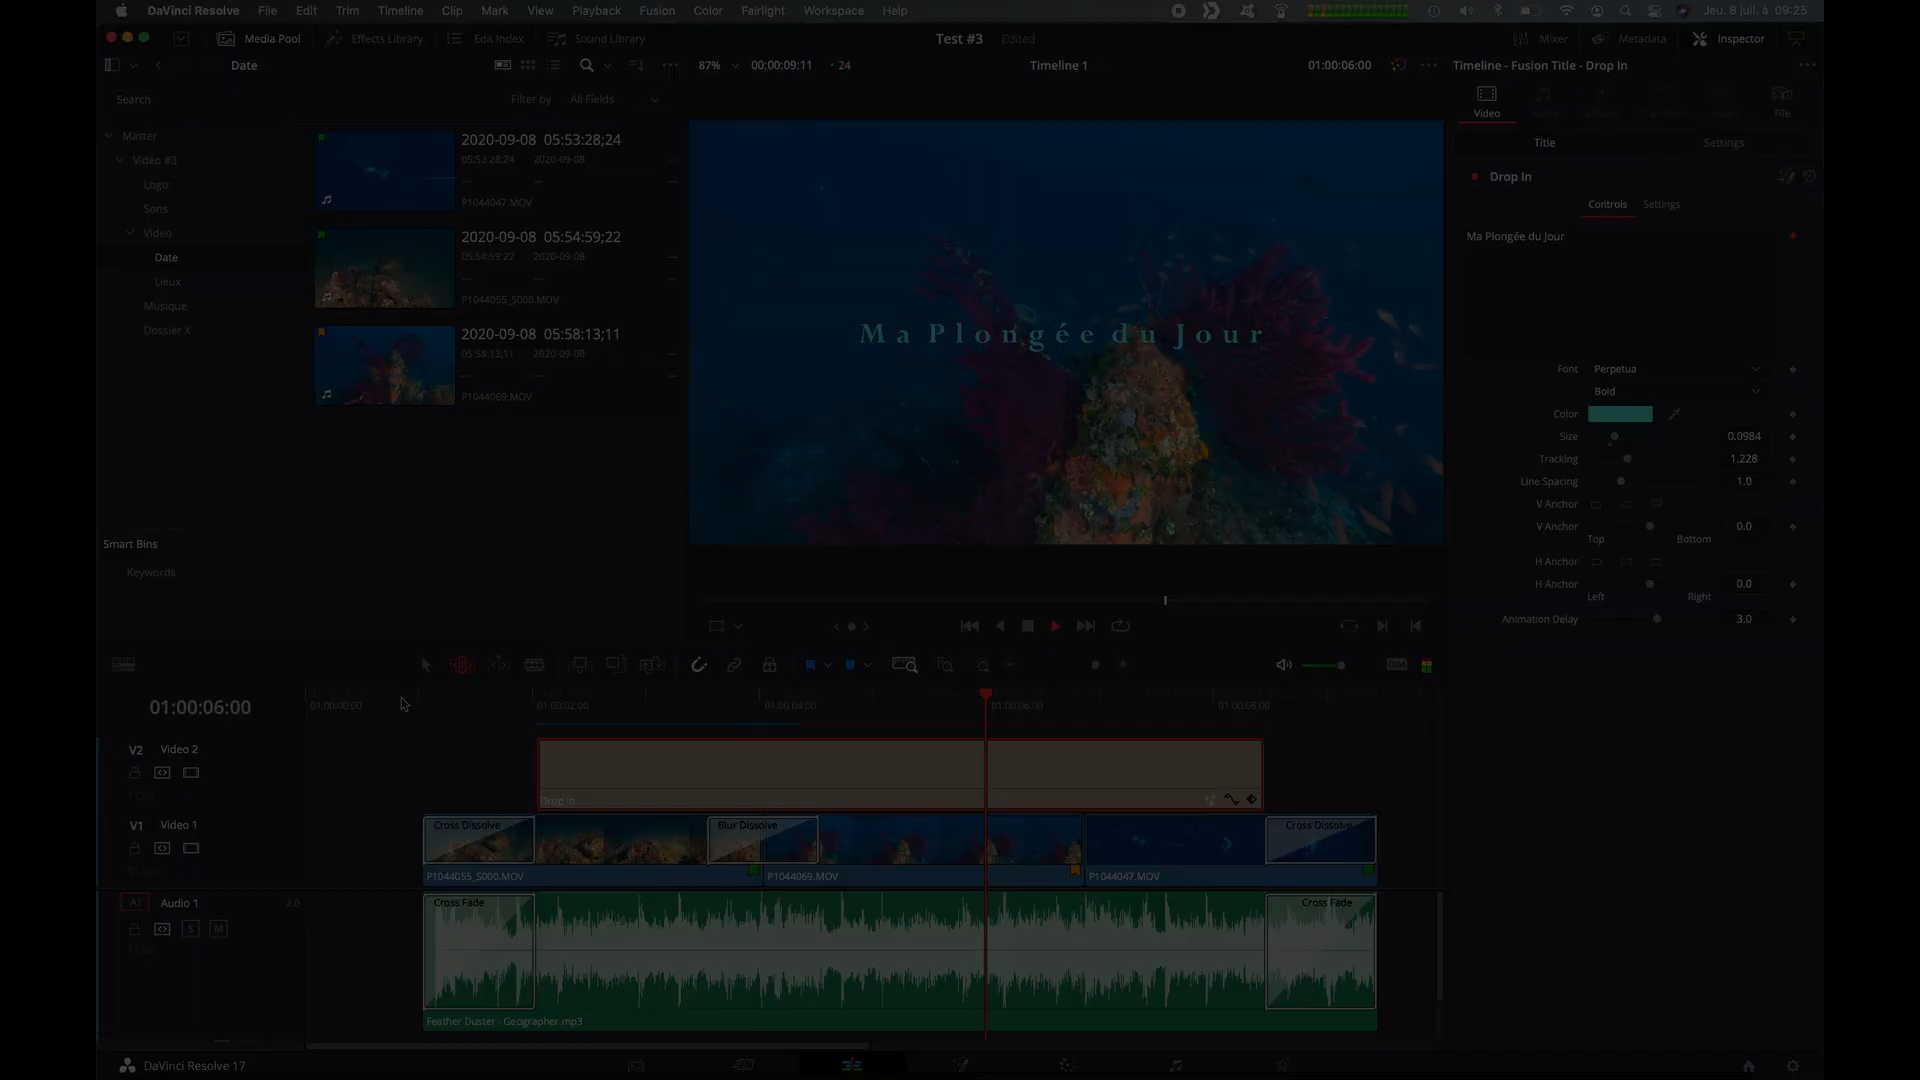 DaVinci Resolve File Edit Trim Timeline Clip Mark View Playback Fusion Color Fairlight Workspace Help Jeu. 8 juil. à 09:25
Media Pool Effects Library Edit Index Sound Library Test #3 Edited Mixer Metadata Inspector
Date 87% 00:00:09:11 24 Timeline 1 01:00:06:00 Timeline - Fusion Title - Drop In
Search Filter by All Fields
Video File
Title Settings
Drop In
Controls Settings
Ma Plongée du Jour
Master
Vidéo #3
Logo
Sons
Video
Date
Lieux
Musique
Dossier X
2020-09-08 05:53:28;24
05:53:28;24 2020-09-08
P1044047.MOV
2020-09-08 05:54:59;22
05:54:59;22 2020-09-08
P1044055_S000.MOV
2020-09-08 05:58:13;11
05:58:13;11 2020-09-08
P1044069.MOV
Ma Plongée du Jour
Font Perpetua
Bold
Color
Size 0.0984
Tracking 1.228
Line Spacing 1.0
V Anchor
V Anchor 0.0
Top Bottom
H Anchor
H Anchor 0.0
Left Right
Animation Delay 3.0
Smart Bins
Keywords
DIM
01:00:06:00
01:00:00:00 01:00:02:00 01:00:04:00 01:00:06:00 01:00:08:00
V2 Video 2
Drop In
V1 Video 1
Cross Dissolve Blur Dissolve Cross Dissolve
P1044055_S000.MOV P1044069.MOV P1044047.MOV
A1 Audio 1 2.0
Cross Fade Cross Fade
S M
Feather Duster - Geographer.mp3
DaVinci Resolve 17